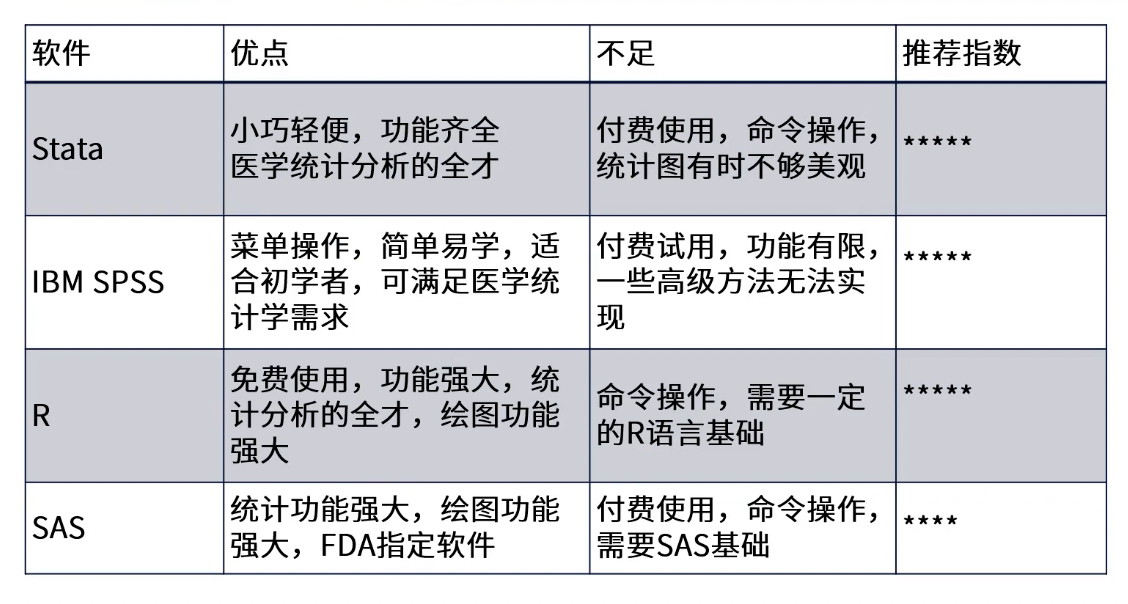 软件 优点 不足 推荐指数
Stata
小巧轻便，功能齐全
医学统计分析的全才
付费使用，命令操作，
统计图有时不够美观
*****
IBM SPSS
菜单操作，简单易学，适
合初学者，可满足医学统
计学需求
付费试用，功能有限，
一些高级方法无法实
现
*****
R
免费使用，功能强大，统
计分析的全才，绘图功能
强大
命令操作，需要一定
的R语言基础
*****
SAS
统计功能强大，绘图功能
强大，FDA指定软件
付费使用，命令操作，
需要SAS基础
****